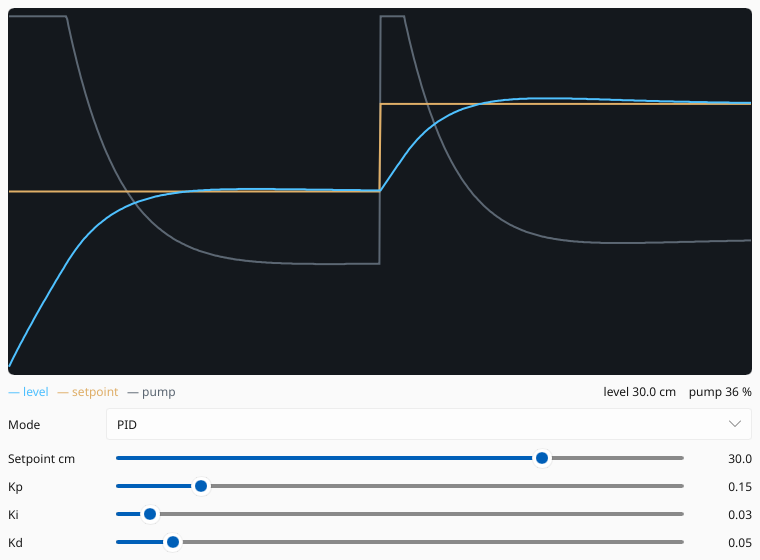 — level — setpoint — pump level 30.0 cm pump 36 %
Mode PID
Setpoint cm 30.0
Kp 0.15
Ki 0.03
Kd 0.05